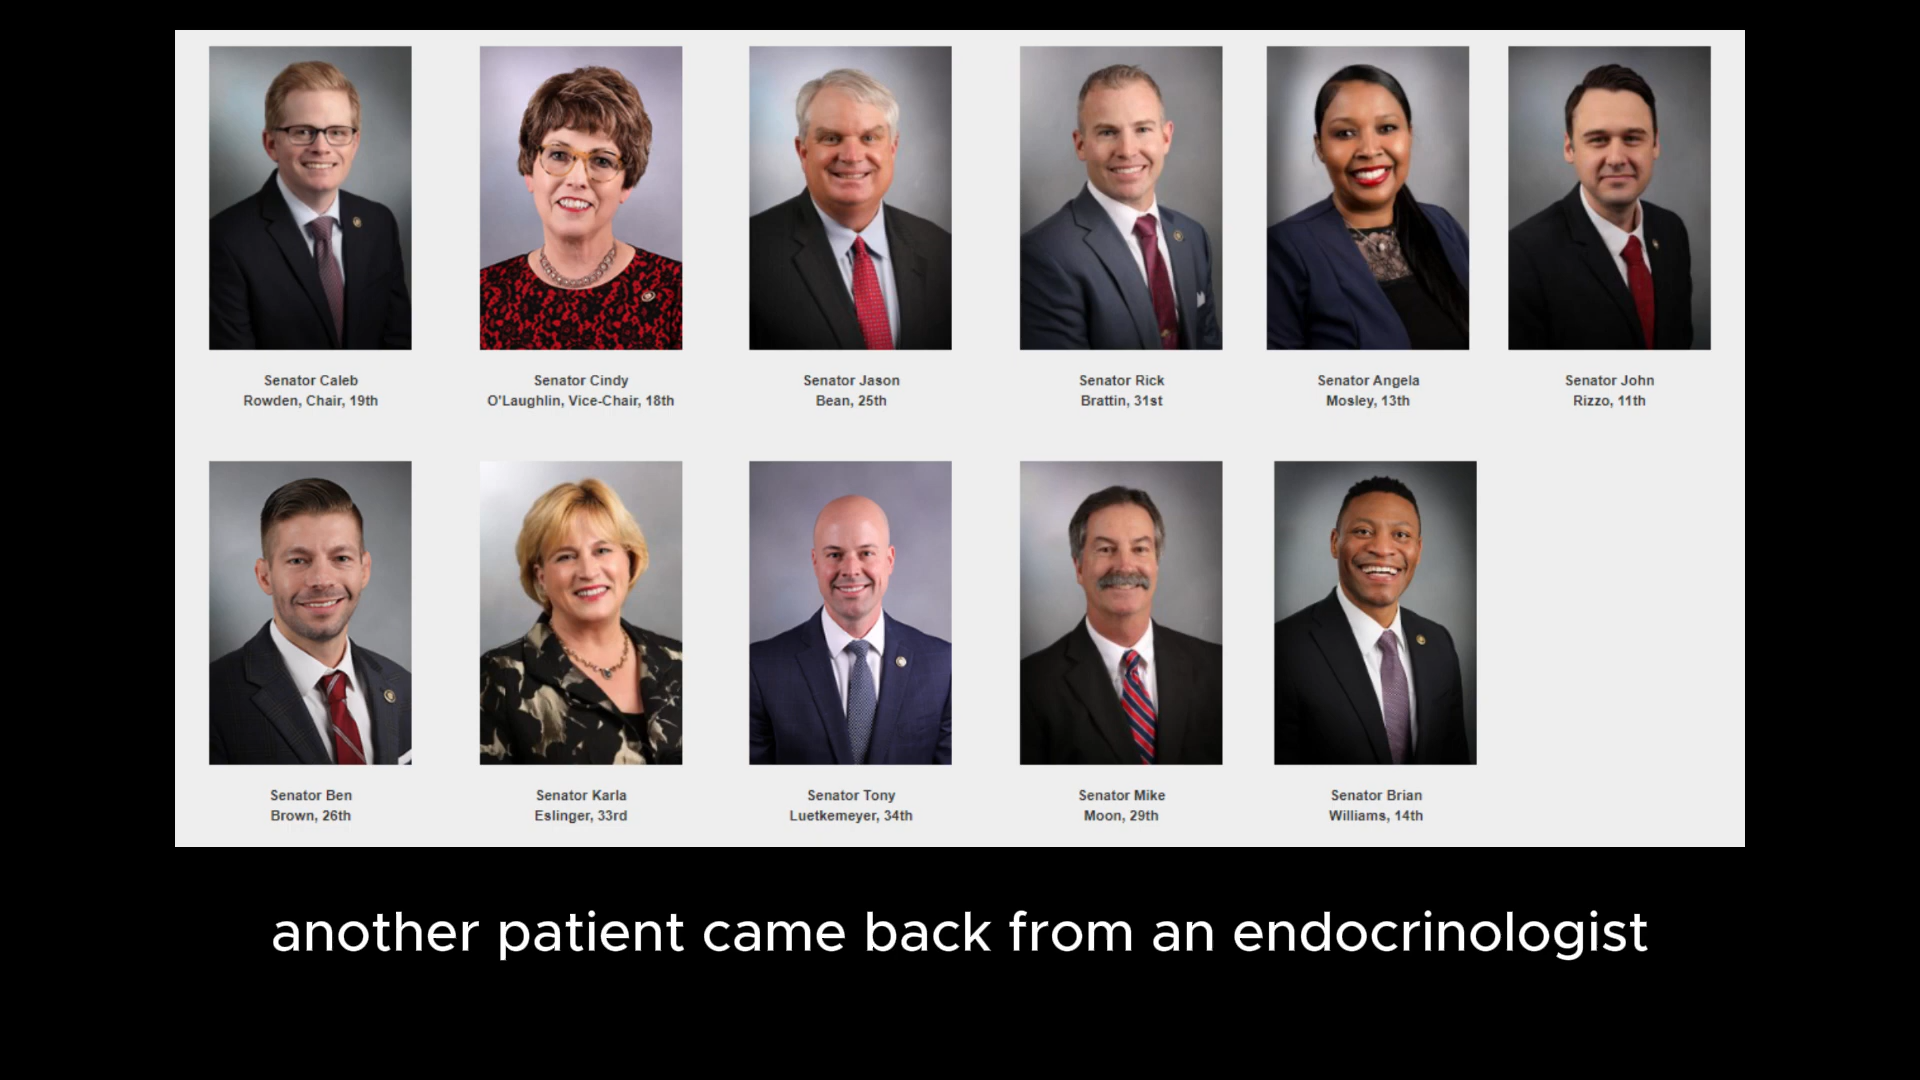 Senator Caleb
Rowden, Chair, 19th
Senator Cindy
O'Laughlin, Vice-Chair, 18th
Senator Jason
Bean, 25th
Senator Rick
Brattin, 31st
Senator Angela
Mosley, 13th
Senator John
Rizzo, 11th
Senator Ben
Brown, 26th
Senator Karla
Eslinger, 33rd
Senator Tony
Luetkemeyer, 34th
Senator Mike
Moon, 29th
Senator Brian
Williams, 14th
another patient came back from an endocrinologist